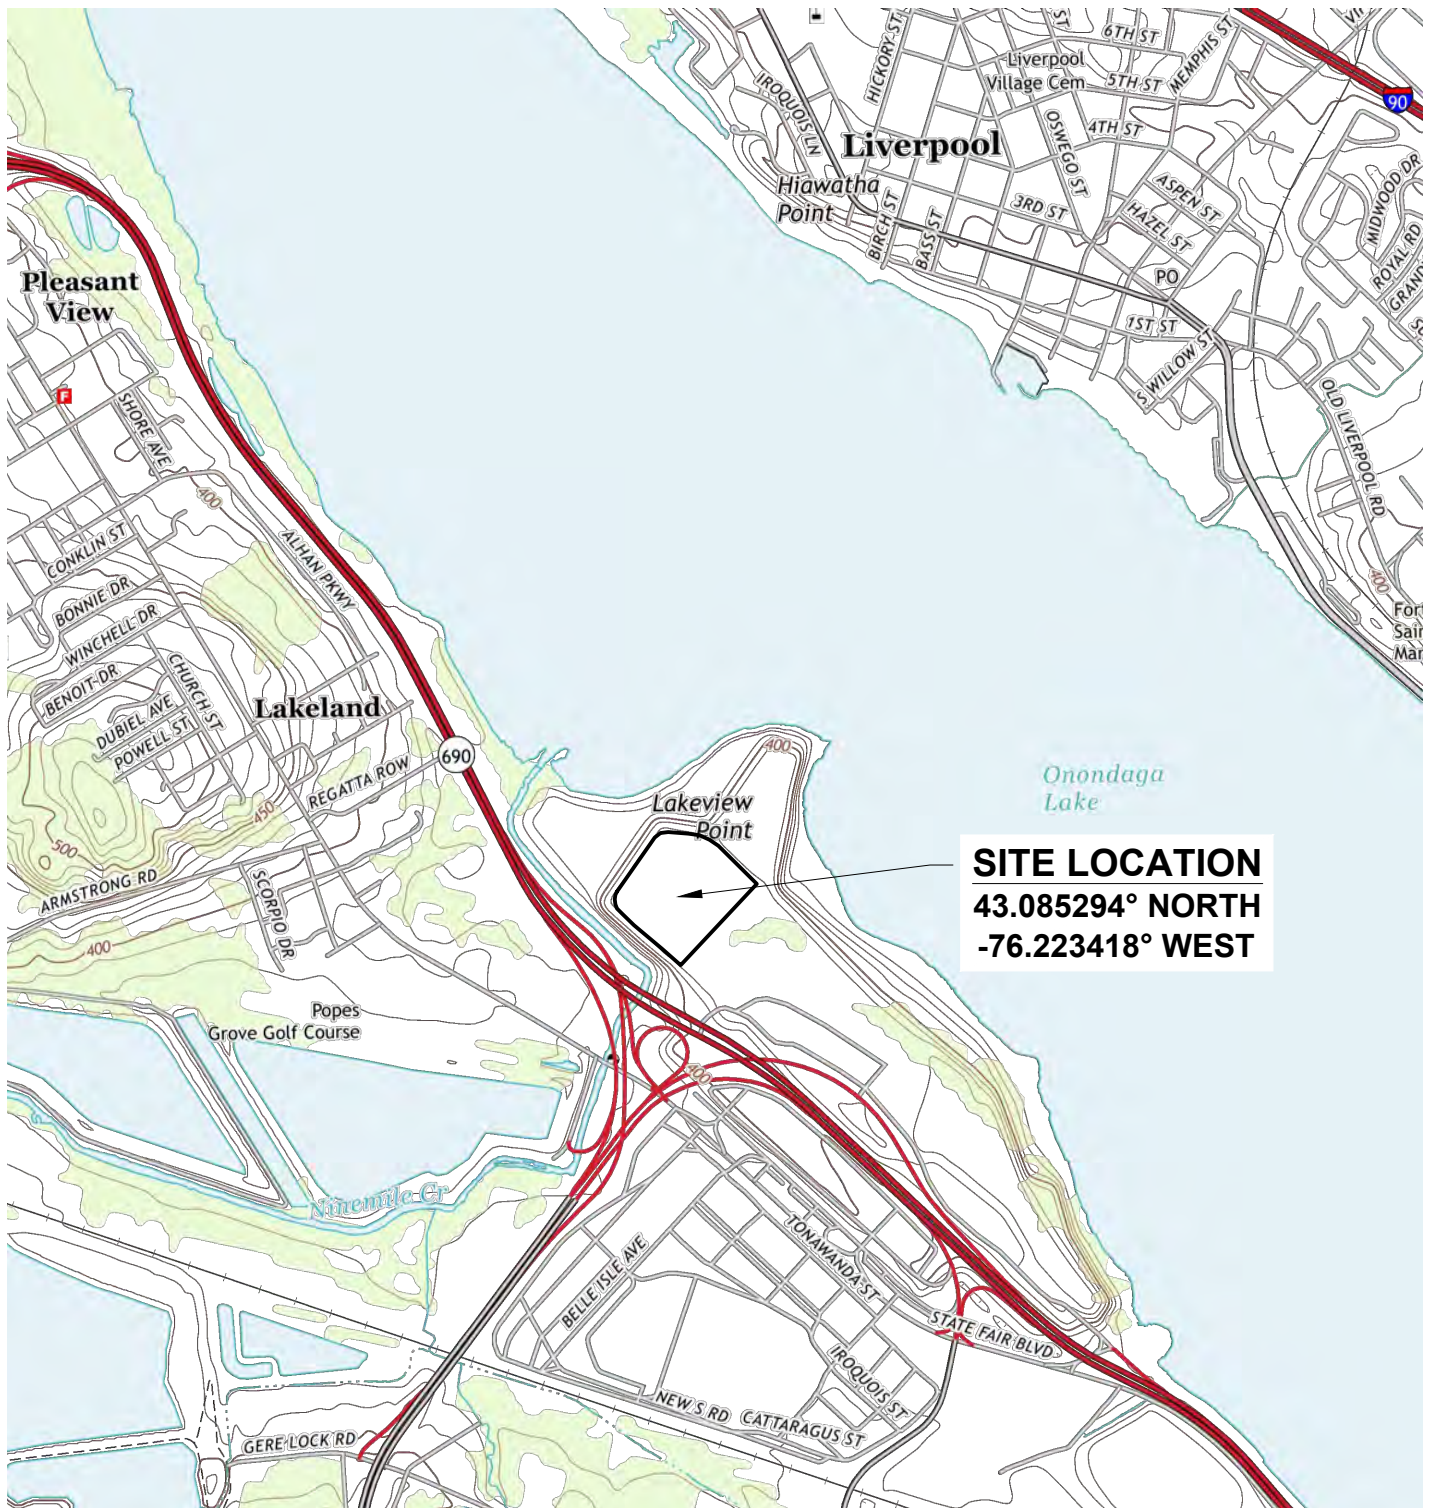 6TH ST
MEMPHIS ST
HICKORY ST
Liverpool
Village Cem
5TH ST
90
IROQUOIS LN
4TH ST
OSWEGO ST
Liverpool
Hiawatha
Point
MIDWOOD DR
ASPEN ST
3RD ST
HAZEL ST
BIRCH ST
BASS ST
ROYAL RD
Pleasant
View
PO
1ST ST
S WILLOW ST
F
SHORE AVE
OLD LIVERPOOL RD
400
CONKLIN ST
ALHAN PKWY
400
BONNIE DR
WINCHELL DR
BENOIT DR
CHURCH ST
DUBIEL AVE
POWELL ST
Lakeland
690
REGATTA ROW
400
Onondaga
Lake
Lakeview
Point
450
500
SITE LOCATION
43.085294° NORTH
-76.223418° WEST
ARMSTRONG RD
SCORPIO DR
400
Popes
Grove Golf Course
400
Ninemile Cr
TONAWANDA ST
BELLE ISLE AVE
STATE FAIR BLVD
IROQUOIS ST
NEW S RD
CATTARAGUS ST
GERE LOCK RD